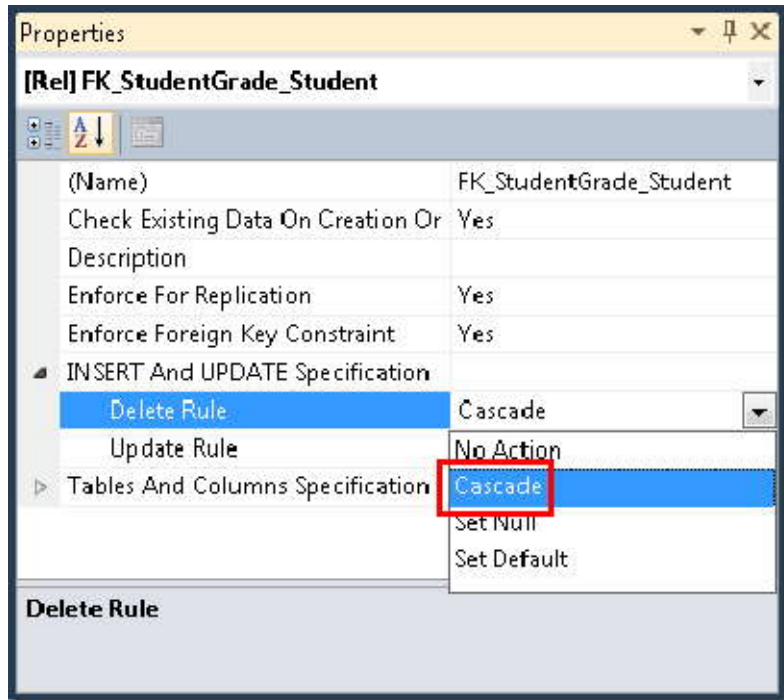 Properties
[Rel] FK_StudentGrade_Student
(Name) FK_StudentGrade_Student
Check Existing Data On Creation Or Yes
Description
Enforce For Replication Yes
Enforce Foreign Key Constraint Yes
INSERT And UPDATE Specification
Delete Rule Cascade
Update Rule No Action
Tables And Columns Specification Cascade
Set Null
Set Default
Delete Rule